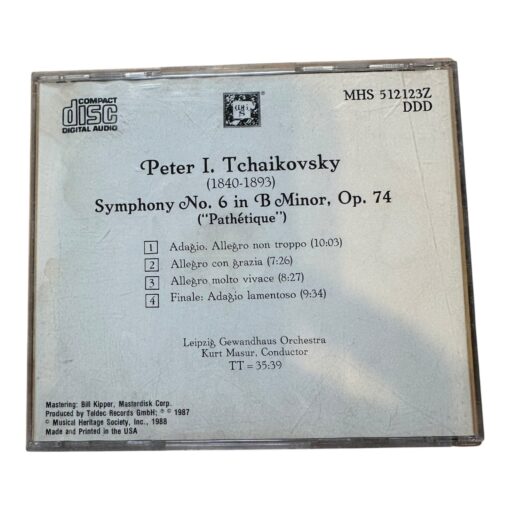 COMPACT
disc
DIGITAL AUDIO
MHS 512123Z
DDD
Peter I. Tchaikovsky
(1840-1893)
Symphony No. 6 in B Minor, Op. 74
("Pathétique")
1 Adagio. Allegro non troppo (10:03)
2 Allegro con grazia (7:26)
3 Allegro molto vivace (8:27)
4 Finale: Adagio lamentoso (9:34)
Leipzig Gewandhaus Orchestra
Kurt Masur, Conductor
TT = 35:39
Mastering: Bill Kipper, Masterdisk Corp.
Produced by Teldec Records GmbH; ℗ © 1987
© Musical Heritage Society, Inc., 1988
Made and Printed in the USA